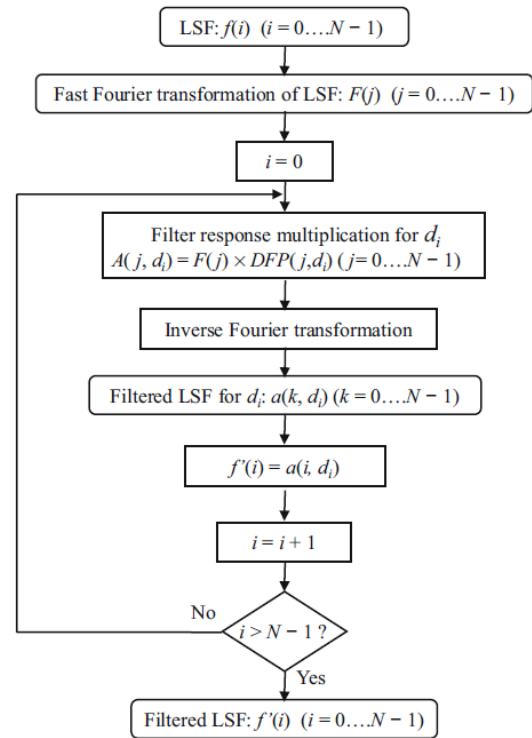 LSF: f(i) (i = 0....N − 1)
Fast Fourier transformation of LSF: F(j) (j = 0....N − 1)
i = 0
Filter response multiplication for dᵢ
A( j, dᵢ) = F(j) × DFP(j,dᵢ) ( j= 0....N − 1)
Inverse Fourier transformation
Filtered LSF for dᵢ: a(k, dᵢ) (k = 0....N − 1)
f'(i) = a(i, dᵢ)
i = i + 1
No
i > N − 1 ?
Yes
Filtered LSF: f'(i) (i = 0....N − 1)